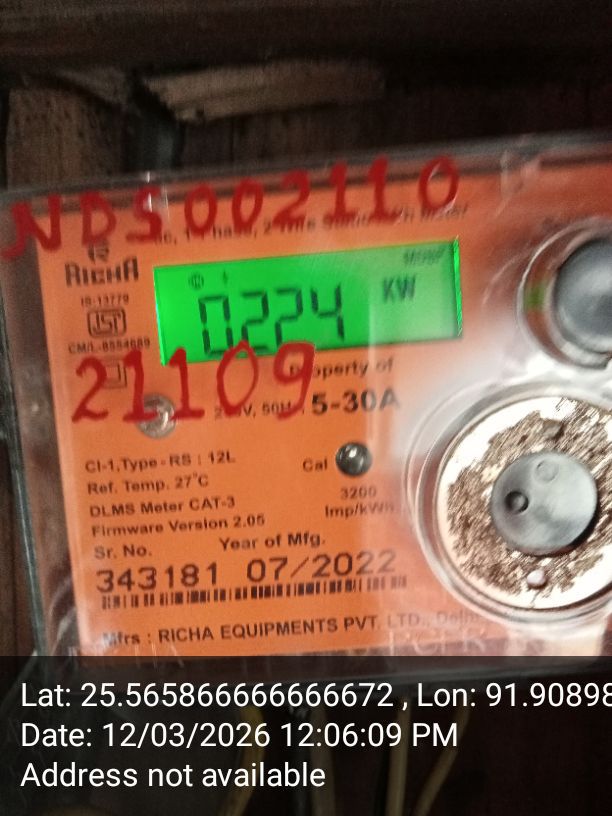 NDS002110
RICHA
IS:13779
ISI
0224 KW
21109
Property of
5-30A
Cl-1, Type - RS : 12L
Ref. Temp. 27°C
DLMS Meter CAT-3
Firmware Version 2.05
Cal
3200
Imp/kWh
Sr. No. Year of Mfg.
343181 07/2022
Mfrs : RICHA EQUIPMENTS PVT. LTD.,
Lat: 25.565866666666672 , Lon: 91.90898
Date: 12/03/2026 12:06:09 PM
Address not available